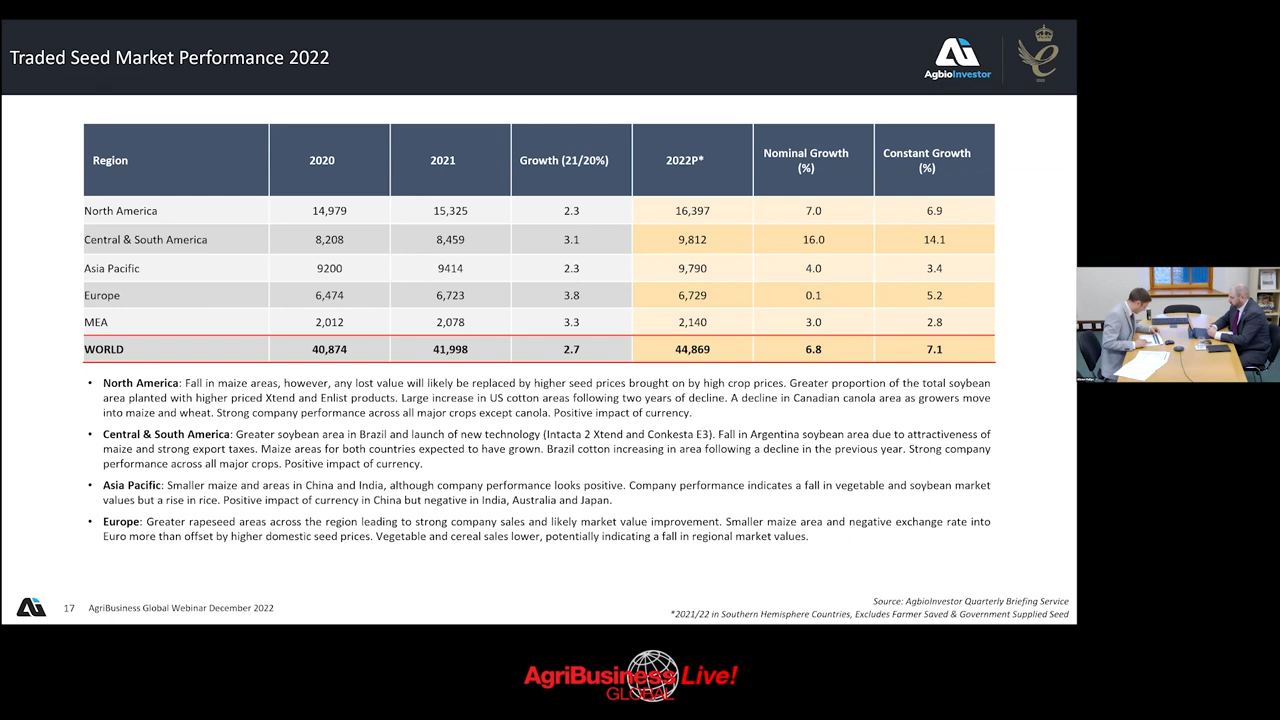 Traded Seed Market Performance 2022
AgbioInvestor
Region 2020 2021 Growth (21/20%) 2022P* Nominal Growth (%) Constant Growth (%)
North America 14,979 15,325 2.3 16,397 7.0 6.9
Central & South America 8,208 8,459 3.1 9,812 16.0 14.1
Asia Pacific 9200 9414 2.3 9,790 4.0 3.4
Europe 6,474 6,723 3.8 6,729 0.1 5.2
MEA 2,012 2,078 3.3 2,140 3.0 2.8
WORLD 40,874 41,998 2.7 44,869 6.8 7.1
• North America: Fall in maize areas, however, any lost value will likely be replaced by higher seed prices brought on by high crop prices. Greater proportion of the total soybean
area planted with higher priced Xtend and Enlist products. Large increase in US cotton areas following two years of decline. A decline in Canadian canola area as growers move
into maize and wheat. Strong company performance across all major crops except canola. Positive impact of currency.
• Central & South America: Greater soybean area in Brazil and launch of new technology (Intacta 2 Xtend and Conkesta E3). Fall in Argentina soybean area due to attractiveness of
maize and strong export taxes. Maize areas for both countries expected to have grown. Brazil cotton increasing in area following a decline in the previous year. Strong company
performance across all major crops. Positive impact of currency.
• Asia Pacific: Smaller maize and areas in China and India, although company performance looks positive. Company performance indicates a fall in vegetable and soybean market
values but a rise in rice. Positive impact of currency in China but negative in India, Australia and Japan.
• Europe: Greater rapeseed areas across the region leading to strong company sales and likely market value improvement. Smaller maize area and negative exchange rate into
Euro more than offset by higher domestic seed prices. Vegetable and cereal sales lower, potentially indicating a fall in regional market values.
17 AgriBusiness Global Webinar December 2022
Source: AgbioInvestor Quarterly Briefing Service
*2021/22 in Southern Hemisphere Countries, Excludes Farmer Saved & Government Supplied Seed
AgriBusiness Live!
GLOBAL